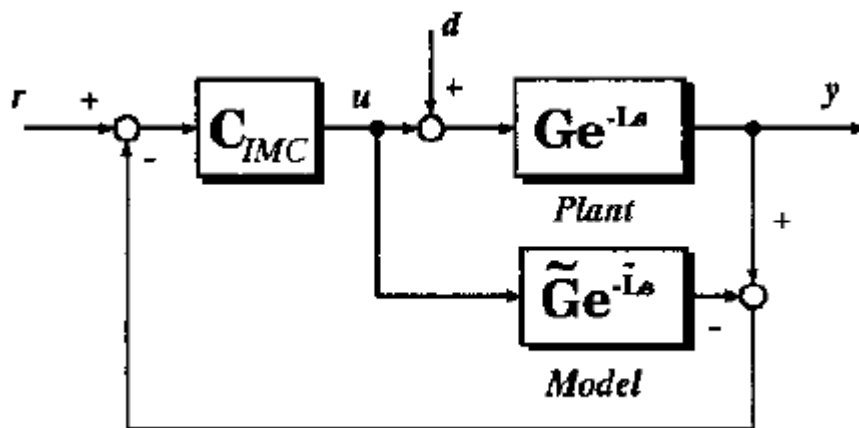 d
r + - C_IMC u + Ge^-Ls y
Plant
+
G̃e^-L̃s -
Model